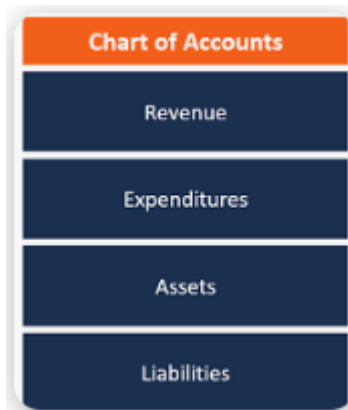 Chart of Accounts
Revenue
Expenditures
Assets
Liabilities